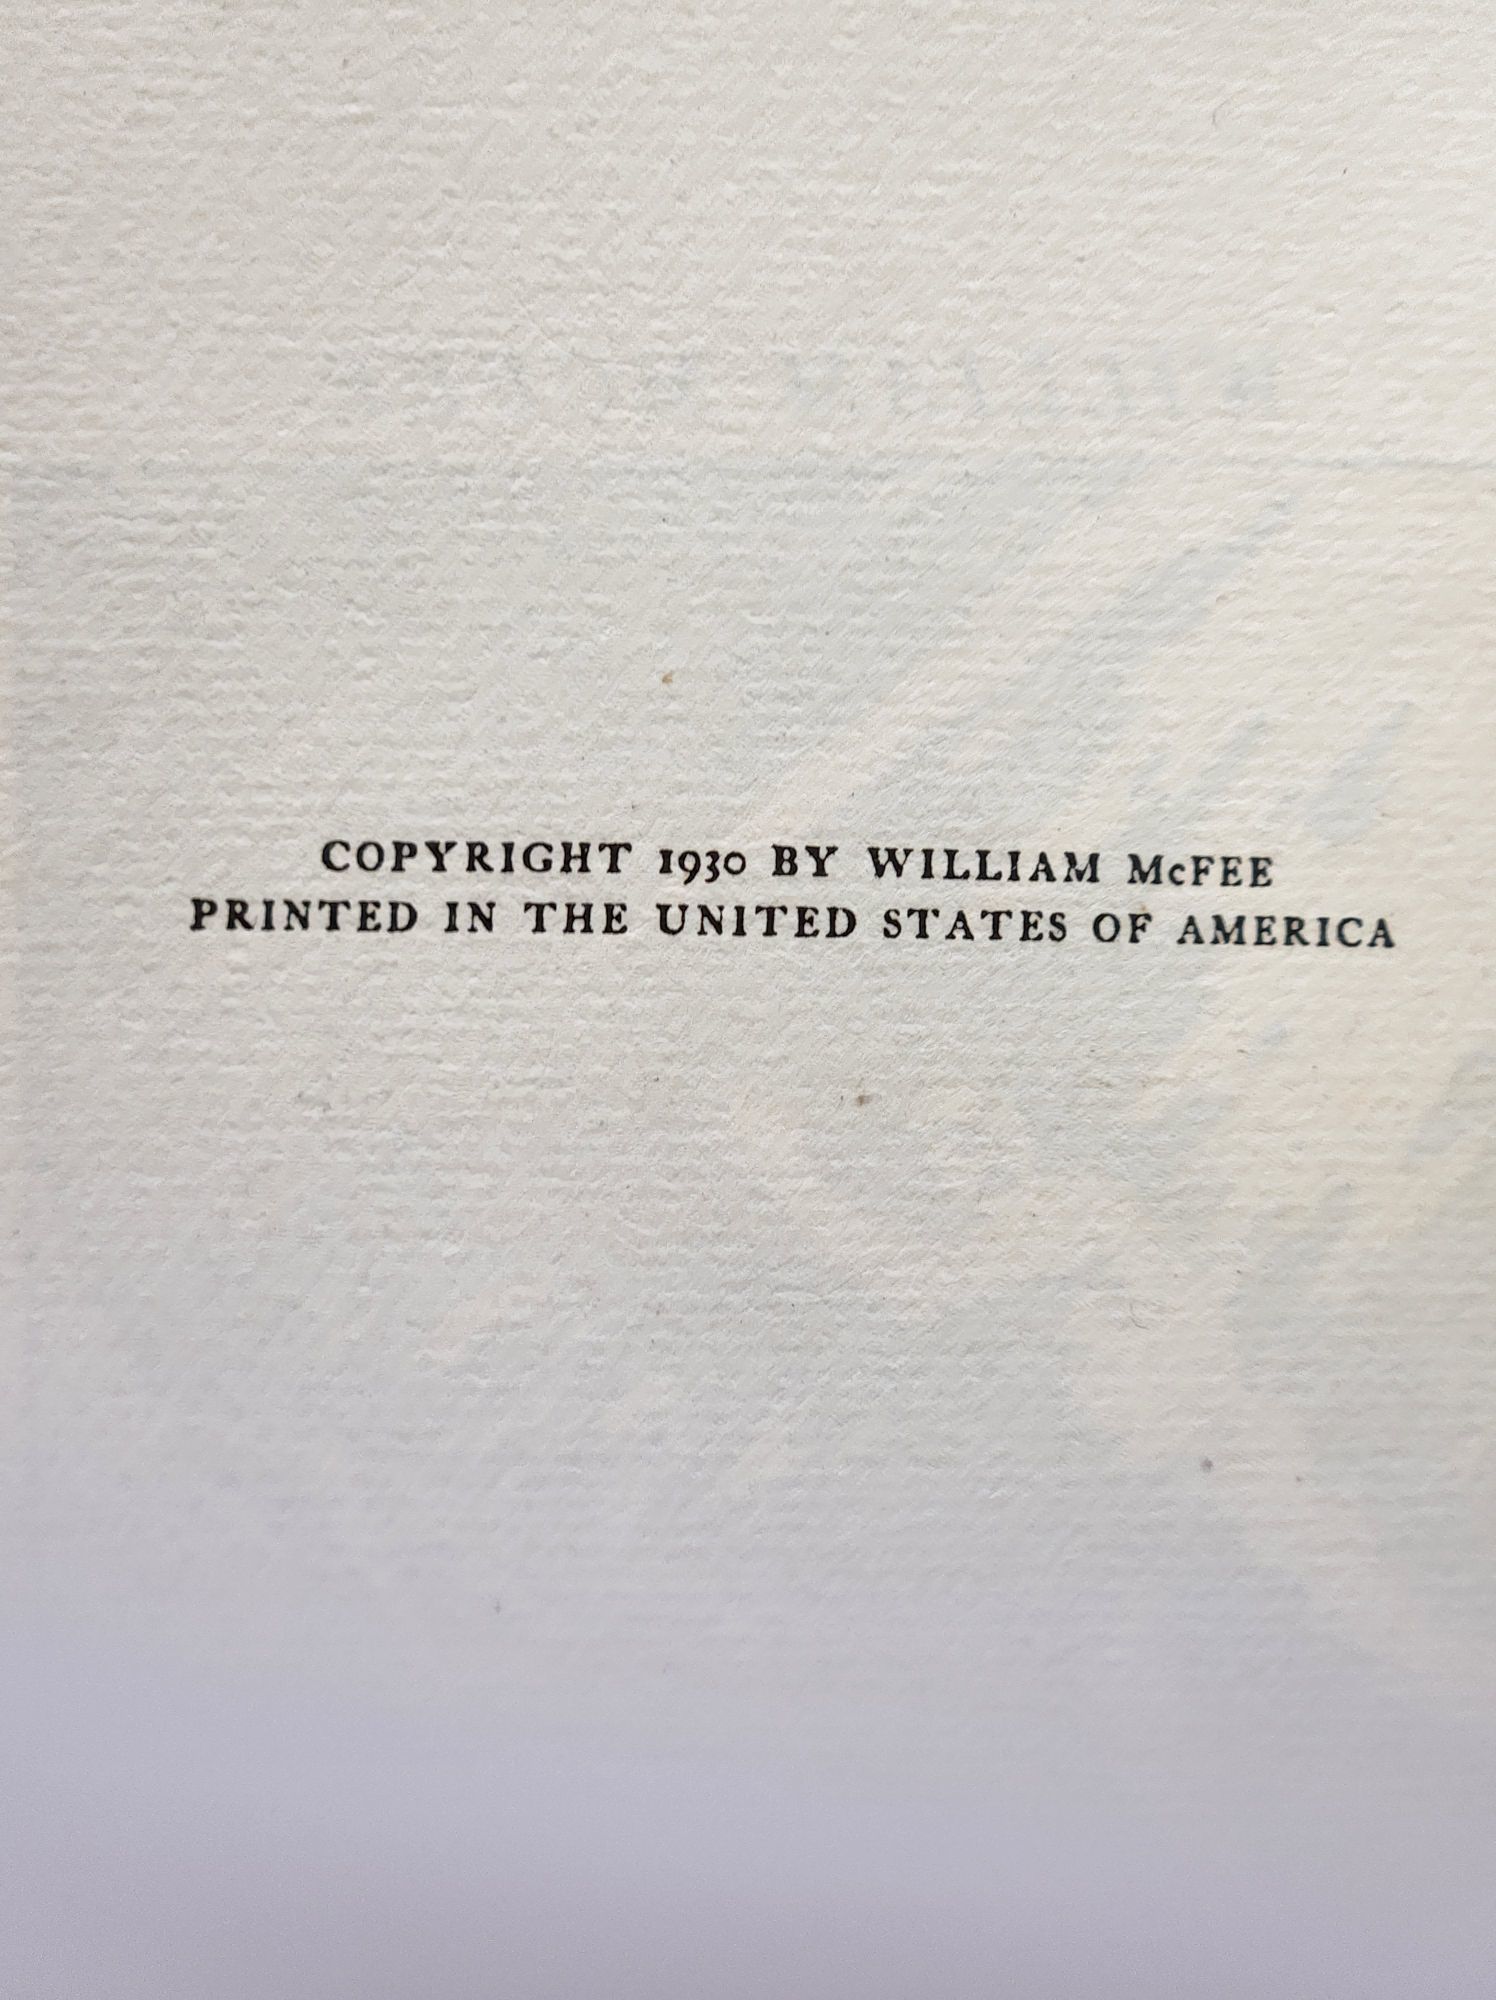 COPYRIGHT 1930 BY WILLIAM McFEE
PRINTED IN THE UNITED STATES OF AMERICA